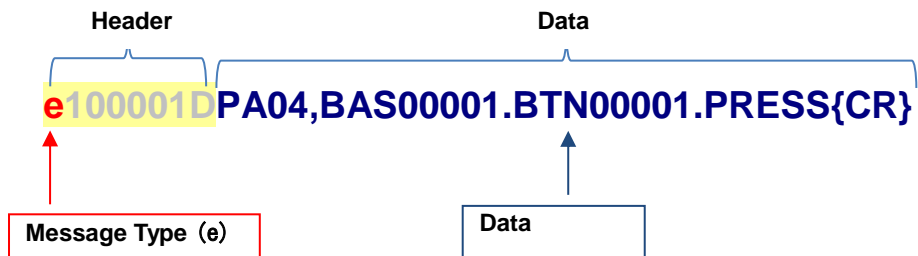 Header Data
e100001DPA04,BAS00001.BTN00001.PRESS{CR}
Message Type（e） Data